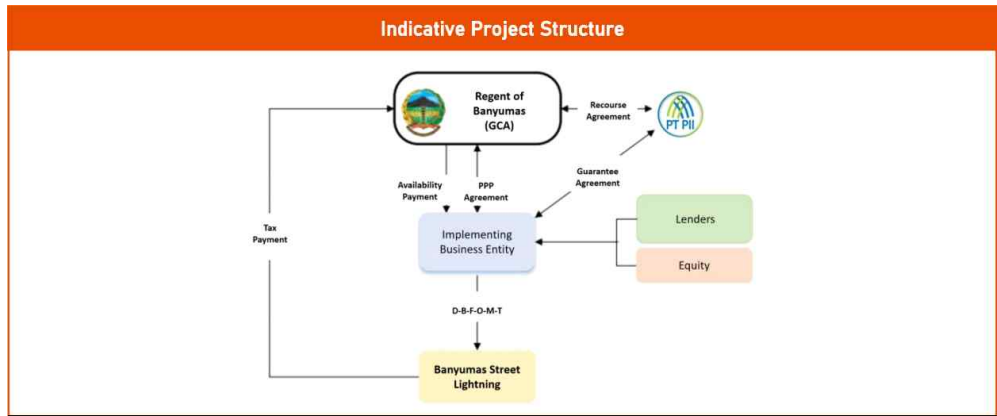 Indicative Project Structure
Regent of
Banyumas
(GCA)
Recourse
Agreement
PT PII
Availability
Payment
PPP
Agreement
Guarantee
Agreement
Tax
Payment
Implementing
Business Entity
Lenders
Equity
D-B-F-O-M-T
Banyumas Street
Lightning